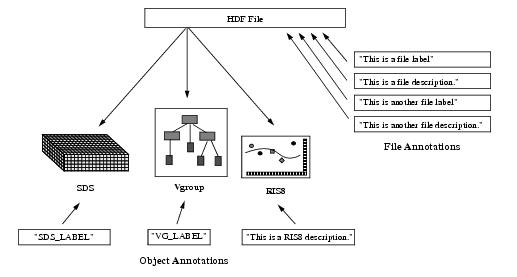 HDF File
"This is a file label"
"This is a file description."
"This is another file label"
"This is another file description."
File Annotations
SDS
Vgroup
RIS8
"SDS_LABEL"
"VG_LABEL"
"This is a RIS8 description."
Object Annotations